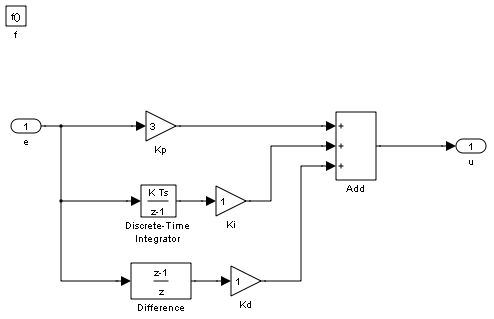 f()
f
1
e
3
Kp
K Ts
z-1
Discrete-Time
Integrator
1
Ki
z-1
z
Difference
1
Kd
+
+
+
Add
1
u